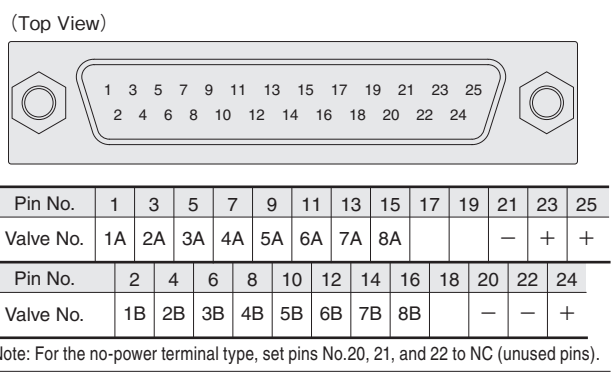 (Top View)
1 3 5 7 9 11 13 15 17 19 21 23 25
2 4 6 8 10 12 14 16 18 20 22 24
Pin No. 1 3 5 7 9 11 13 15 17 19 21 23 25
Valve No. 1A 2A 3A 4A 5A 6A 7A 8A − + +
Pin No. 2 4 6 8 10 12 14 16 18 20 22 24
Valve No. 1B 2B 3B 4B 5B 6B 7B 8B − − +
Note: For the no-power terminal type, set pins No.20, 21, and 22 to NC (unused pins).